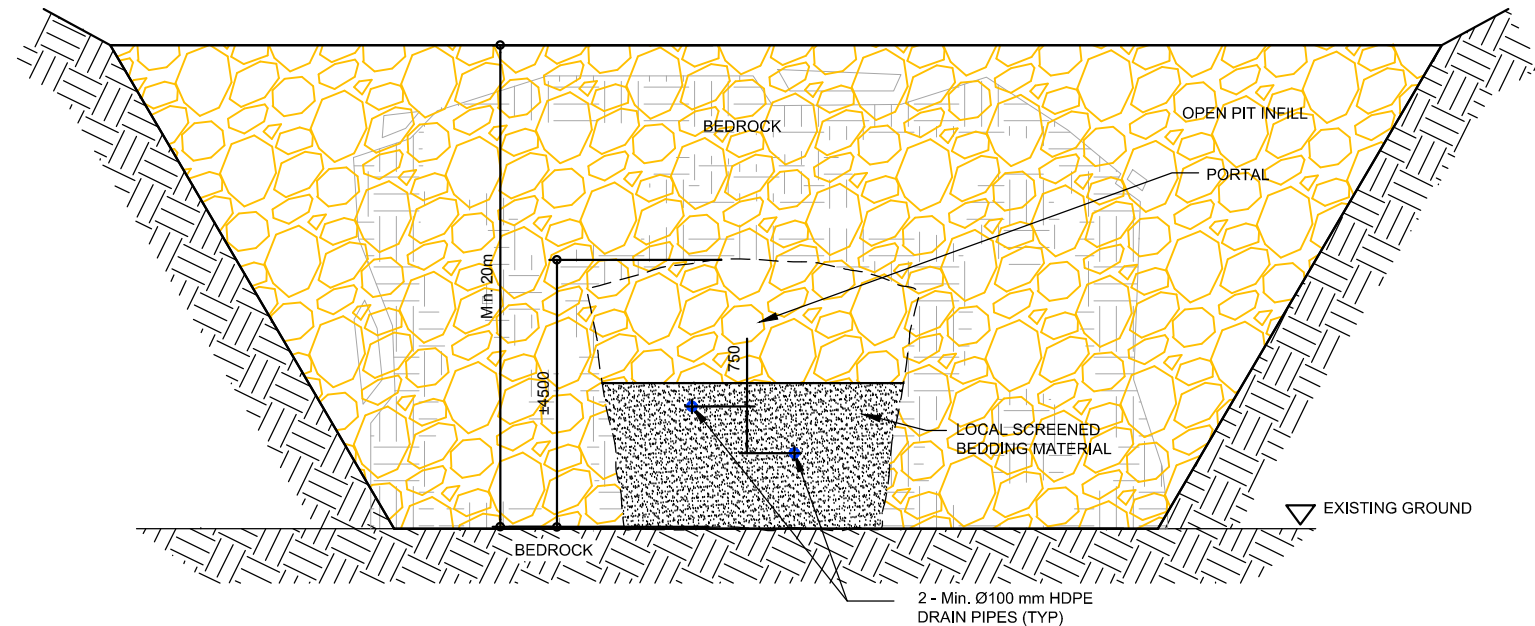 BEDROCK
OPEN PIT INFILL
PORTAL
Min. 20m
±4500
750
LOCAL SCREENED
BEDDING MATERIAL
EXISTING GROUND
BEDROCK
2 - Min. Ø100 mm HDPE
DRAIN PIPES (TYP)